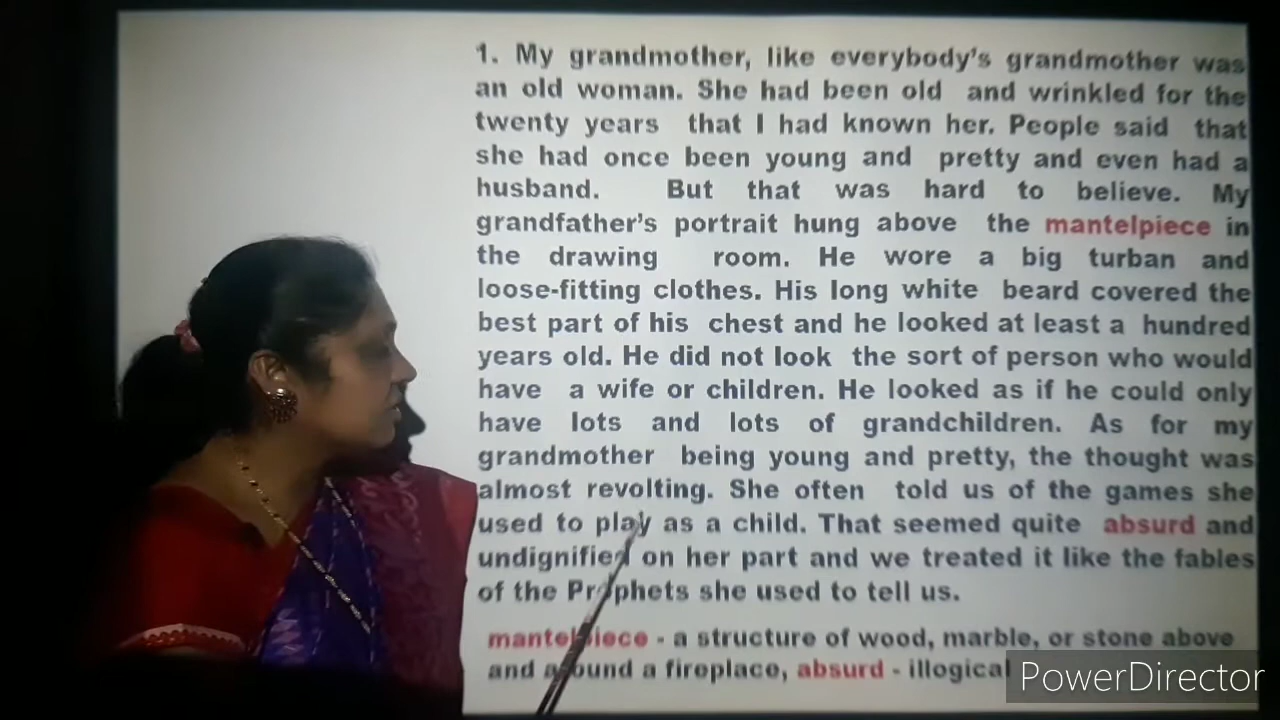 1. My grandmother, like everybody's grandmother was
an old woman. She had been old and wrinkled for the
twenty years that I had known her. People said that
she had once been young and pretty and even had a
husband. But that was hard to believe. My
grandfather's portrait hung above the mantelpiece in
the drawing room. He wore a big turban and
loose-fitting clothes. His long white beard covered the
best part of his chest and he looked at least a hundred
years old. He did not look the sort of person who would
have a wife or children. He looked as if he could only
have lots and lots of grandchildren. As for my
grandmother being young and pretty, the thought was
almost revolting. She often told us of the games she
used to play as a child. That seemed quite absurd and
undignified on her part and we treated it like the fables
of the Prophets she used to tell us.
mantelpiece - a structure of wood, marble, or stone above
and around a fireplace, absurd - illogical
PowerDirector